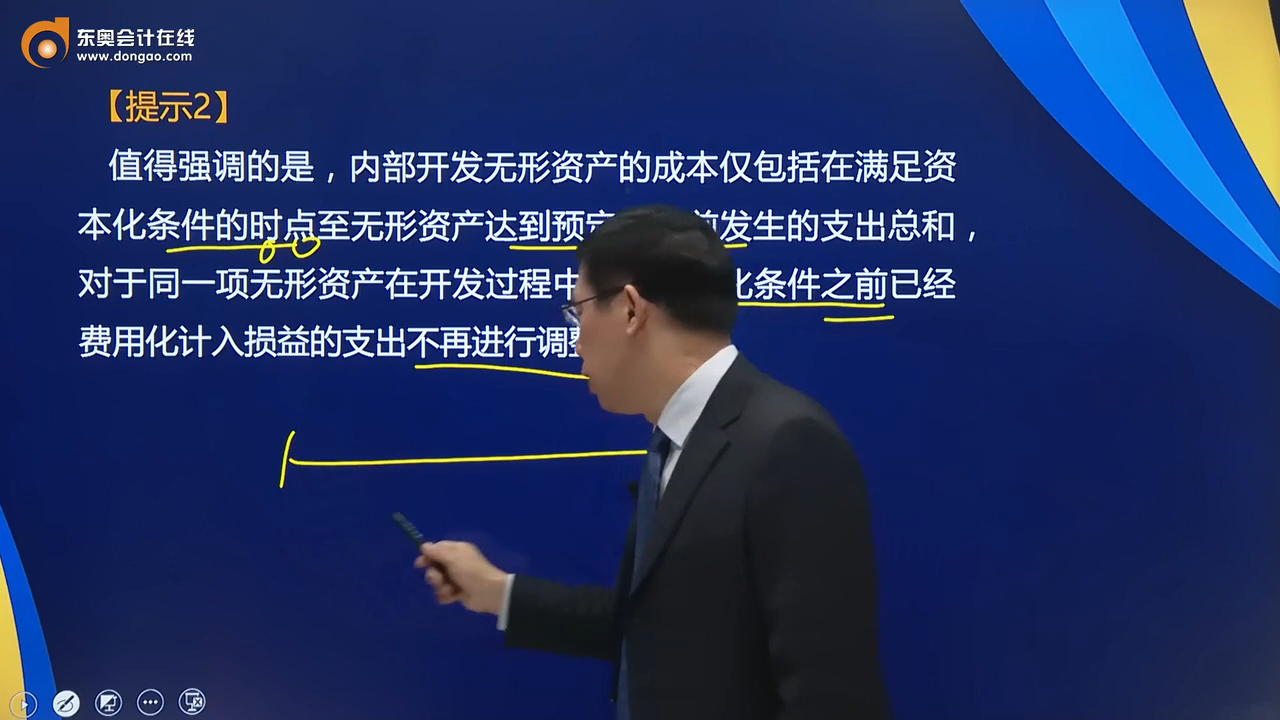 东奥会计在线
www.dongao.com
【提示2】
值得强调的是，内部开发无形资产的成本仅包括在满足资
本化条件的时点至无形资产达到预定 前发生的支出总和，
对于同一项无形资产在开发过程中 化条件之前已经
费用化计入损益的支出不再进行调整